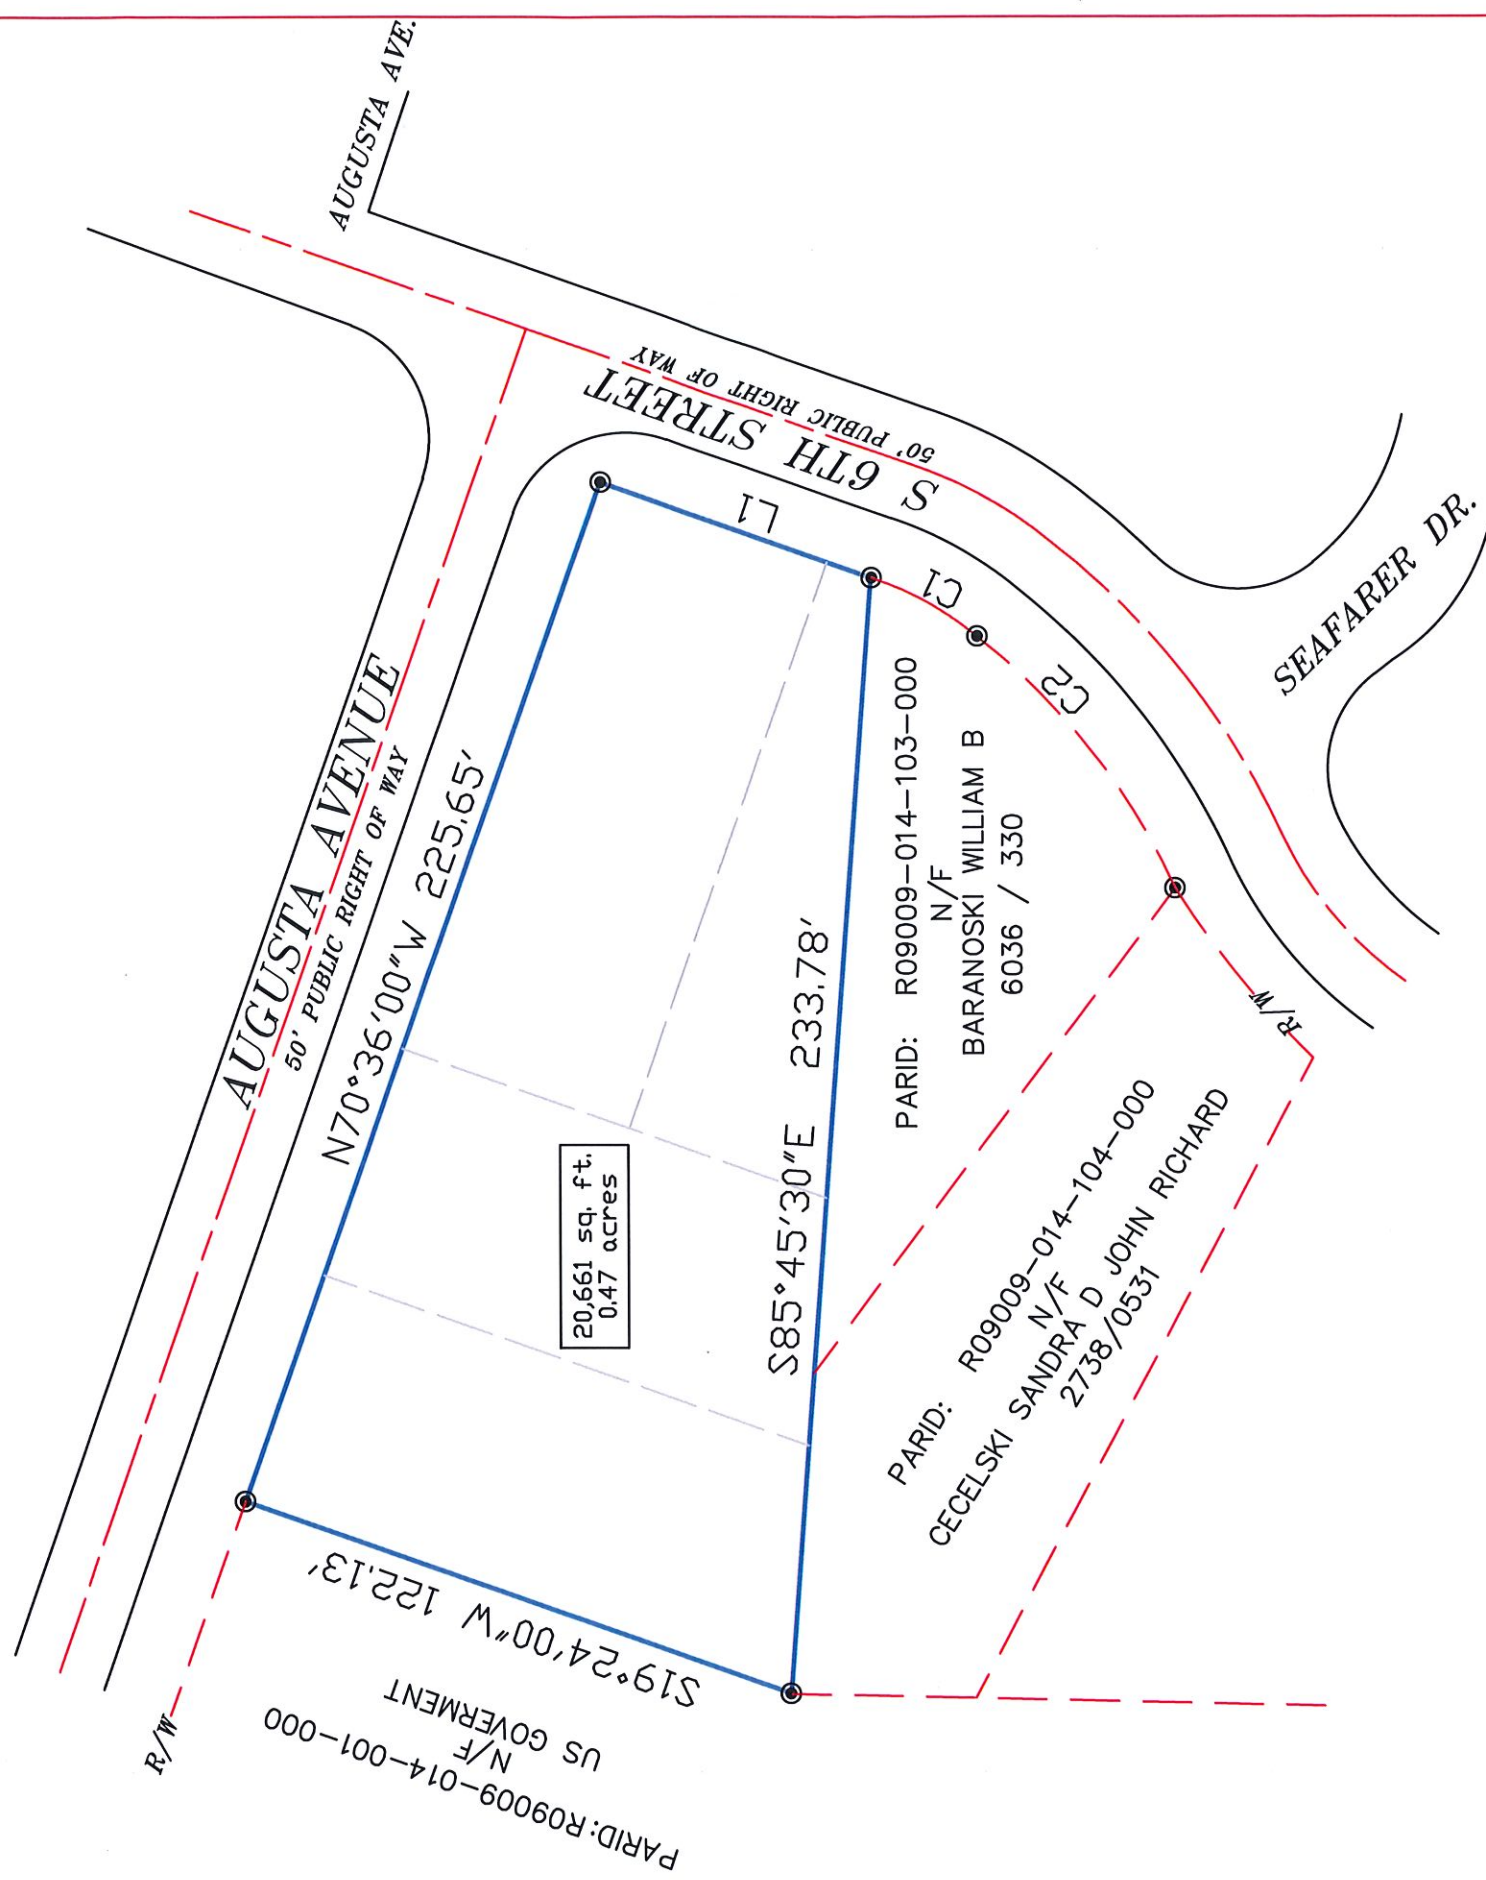 AUGUSTA AVE.
AUGUSTA AVENUE
50' PUBLIC RIGHT OF WAY
S 6TH STREET
50' PUBLIC RIGHT OF WAY
SEAFARER DR.
N70°36'00"W 225.65'
L1
C1
C2
S85°45'30"E 233.78'
S19°24'00"W 122.13'
20,661 sq. ft.
0.47 acres
PARID: R09009-014-103-000
N/F
BARANOSKI WILLIAM B
6036 / 330
PARID: R09009-014-104-000
N/F
CECELSKI SANDRA D JOHN RICHARD
2738/0531
R/W
US GOVERMENT
N/F
PARID:R09009-014-001-000
R/W